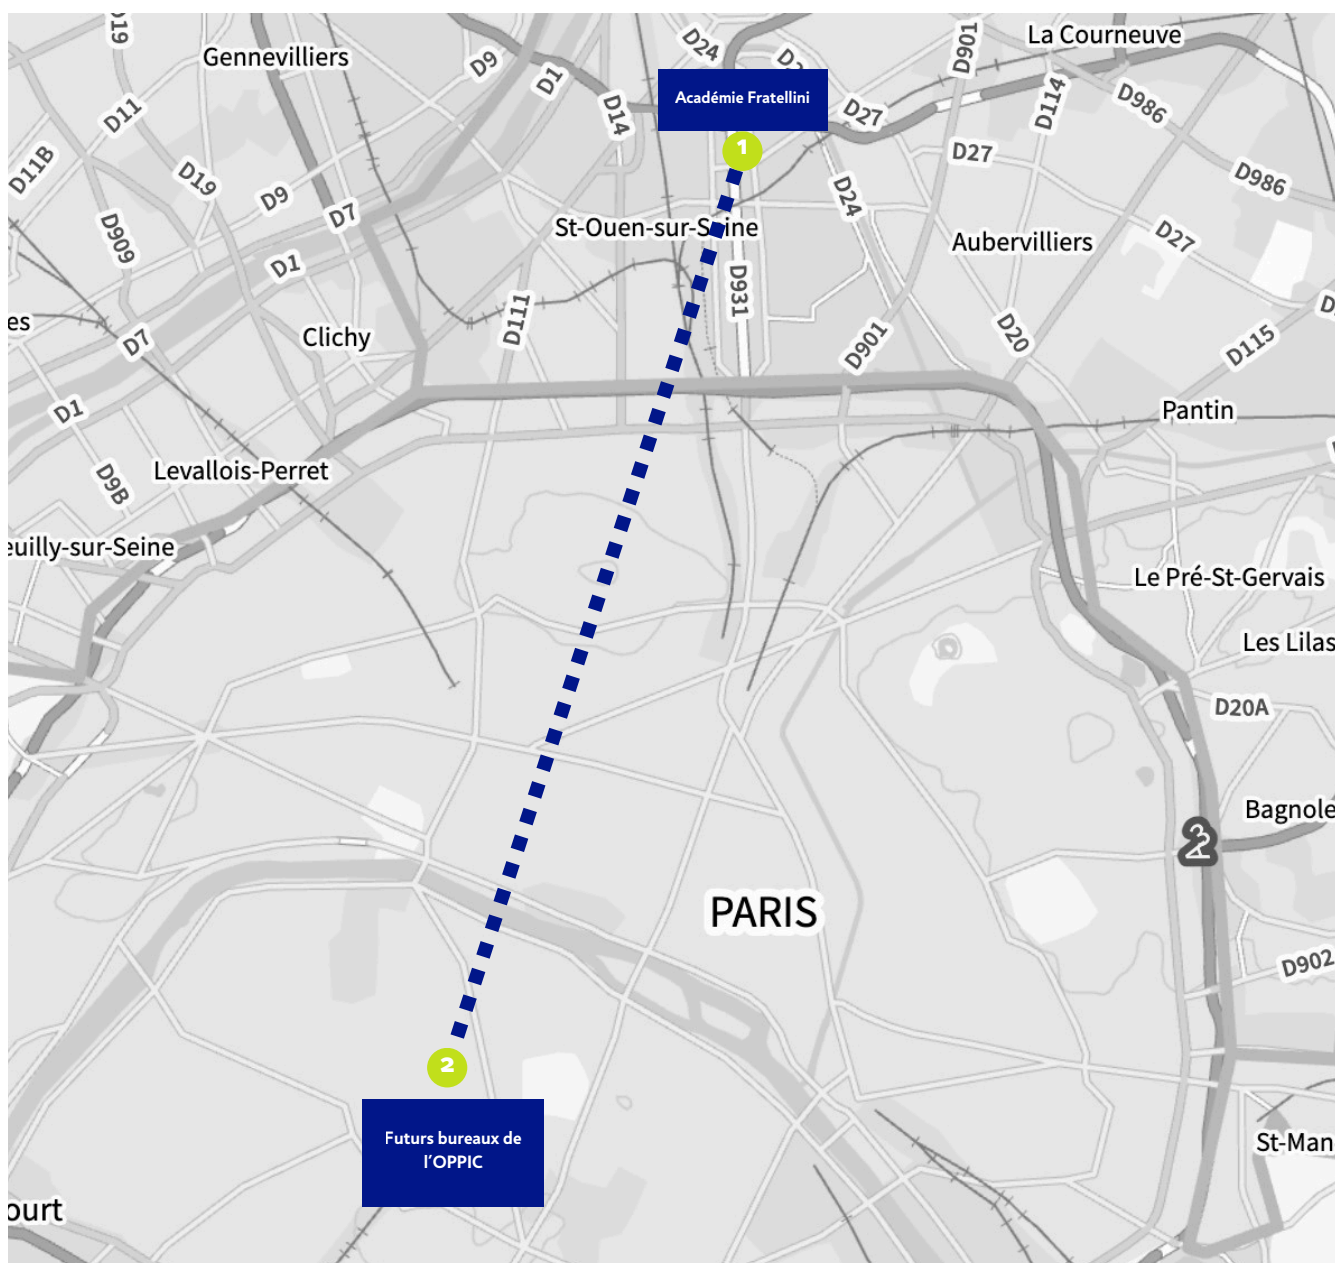 D19
D24
D901
La Courneuve
Gennevilliers
D9
D1
Académie Fratellini
D11
D14
D27
D114
D986
1
D11B
D19
D9
D7
D27
D24
D986
D909
St-Ouen-sur-Seine
Aubervilliers
D27
D1
D931
es
D7
Clichy
D111
D901
D20
D115
D1
Pantin
D9B
Levallois-Perret
euilly-sur-Seine
Le Pré-St-Gervais
Les Lilas
D20A
Bagnole
PARIS
D902
2
Futurs bureaux de
l'OPPIC
St-Man
ourt